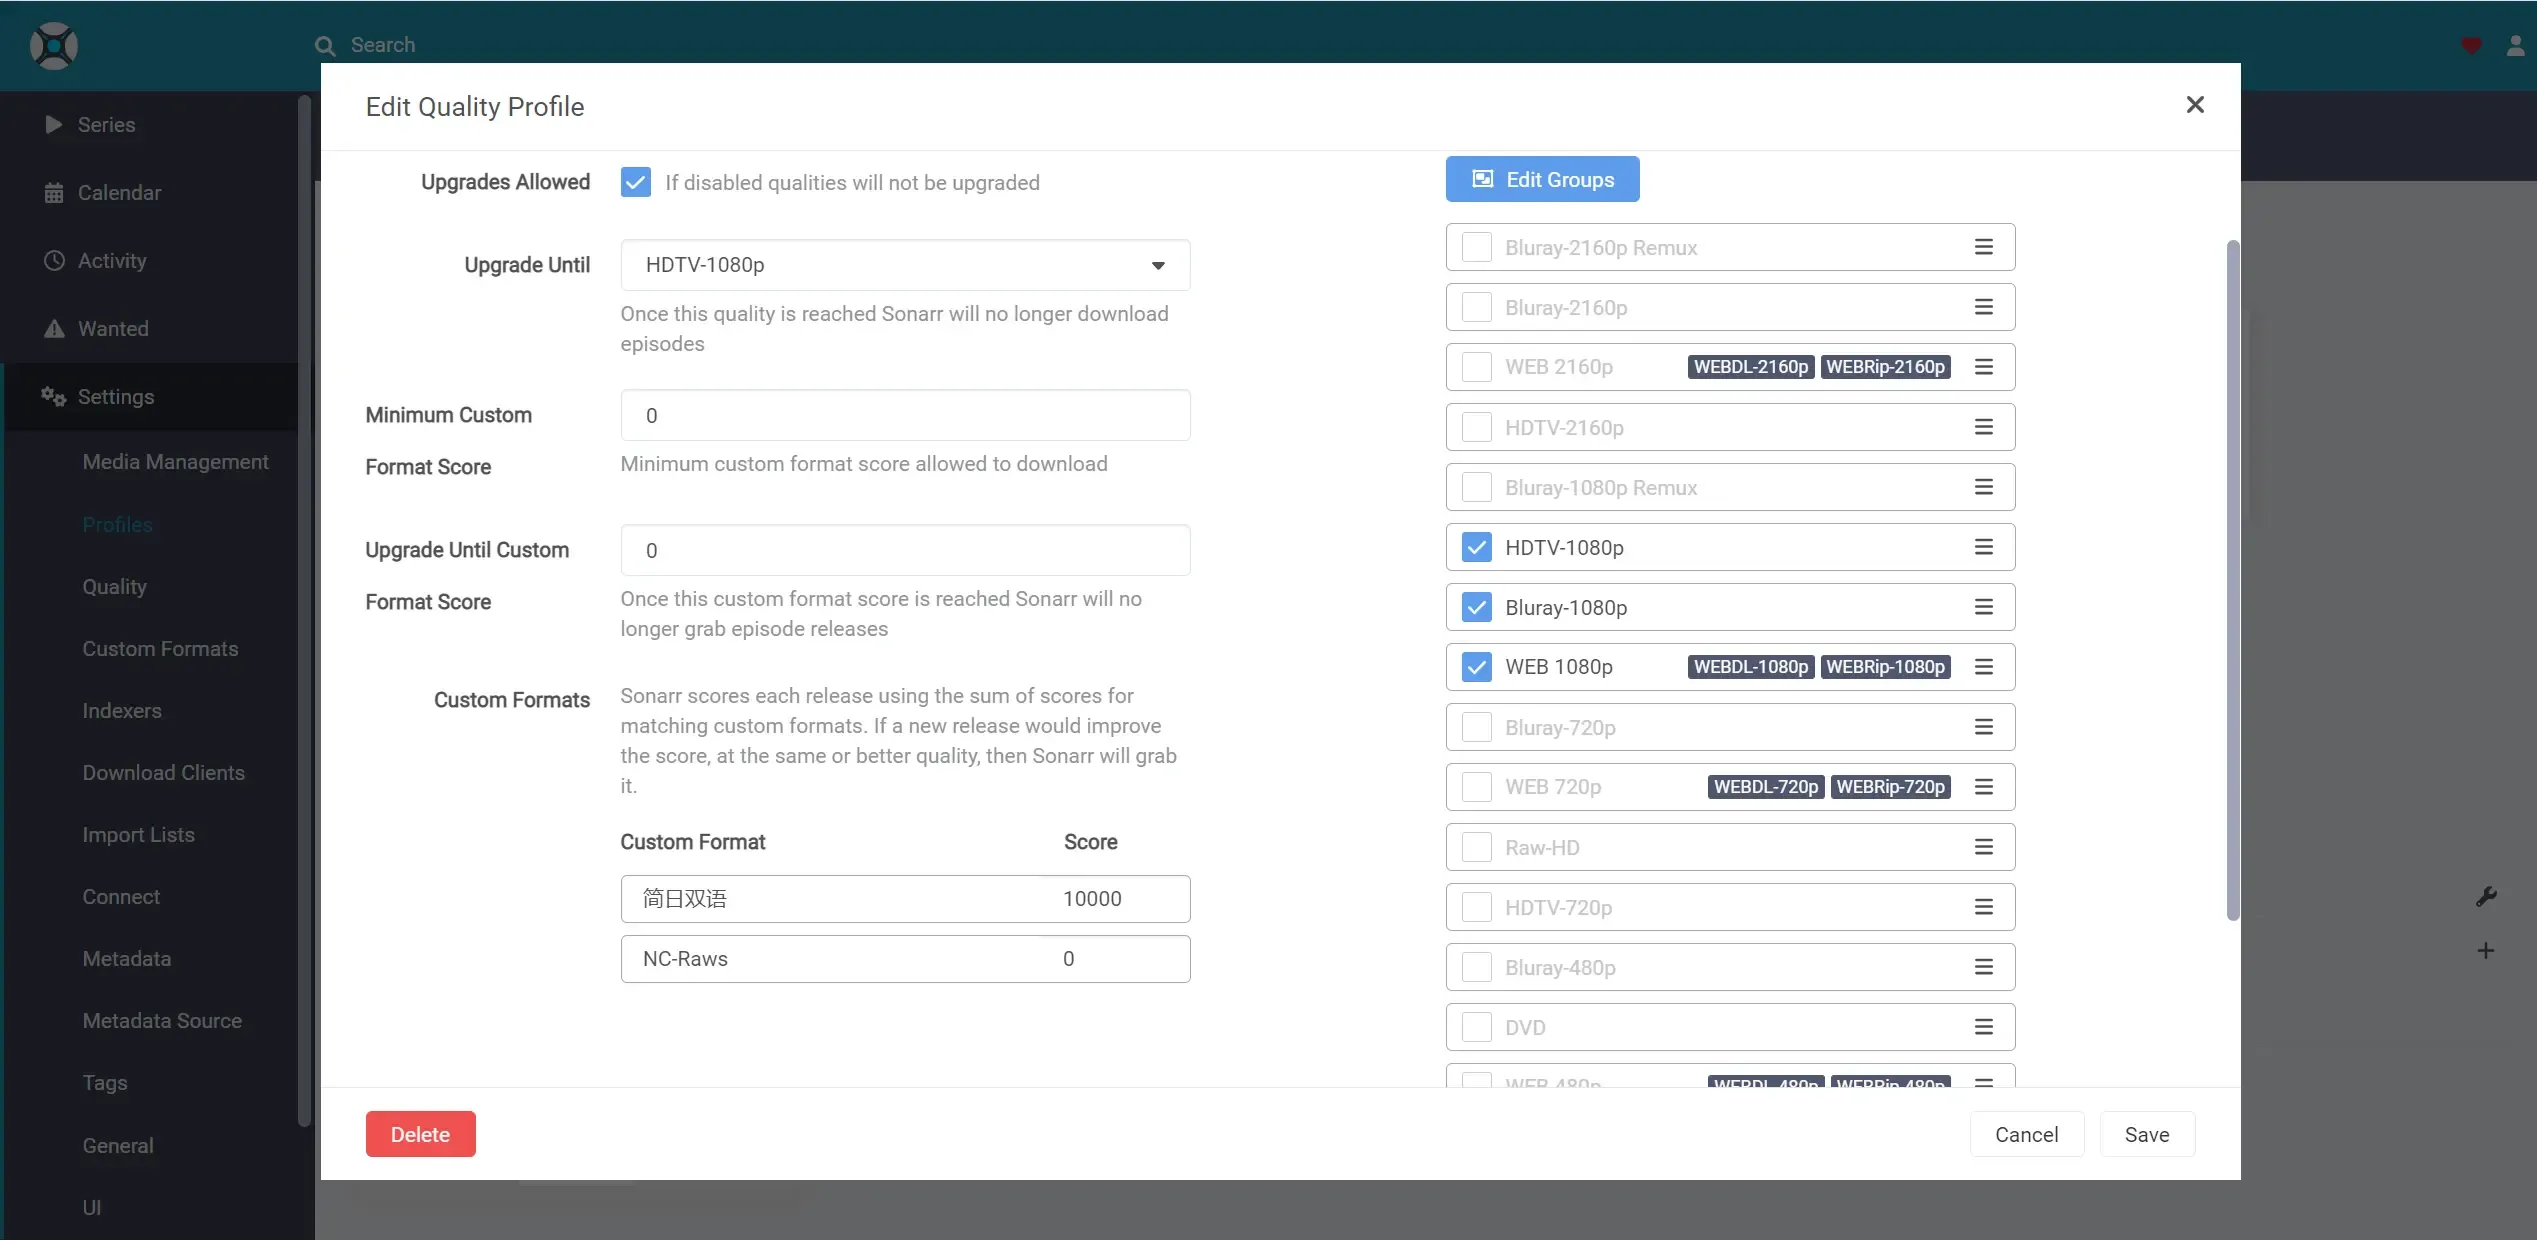 Search
Series
Calendar
Activity
Wanted
Settings
Media Management
Profiles
Quality
Custom Formats
Indexers
Download Clients
Import Lists
Connect
Metadata
Metadata Source
Tags
General
UI
Edit Quality Profile
Upgrades Allowed
If disabled qualities will not be upgraded
Upgrade Until
HDTV-1080p
Once this quality is reached Sonarr will no longer download
episodes
Minimum Custom
Format Score
0
Minimum custom format score allowed to download
Upgrade Until Custom
Format Score
0
Once this custom format score is reached Sonarr will no
longer grab episode releases
Custom Formats
Sonarr scores each release using the sum of scores for
matching custom formats. If a new release would improve
the score, at the same or better quality, then Sonarr will grab
it.
Custom Format Score
简日双语 10000
NC-Raws 0
Edit Groups
Bluray-2160p Remux
Bluray-2160p
WEB 2160p WEBDL-2160p WEBRip-2160p
HDTV-2160p
Bluray-1080p Remux
HDTV-1080p
Bluray-1080p
WEB 1080p WEBDL-1080p WEBRip-1080p
Bluray-720p
WEB 720p WEBDL-720p WEBRip-720p
Raw-HD
HDTV-720p
Bluray-480p
DVD
WEB 480p WEBDL-480p WEBRip-480p
Delete
Cancel
Save